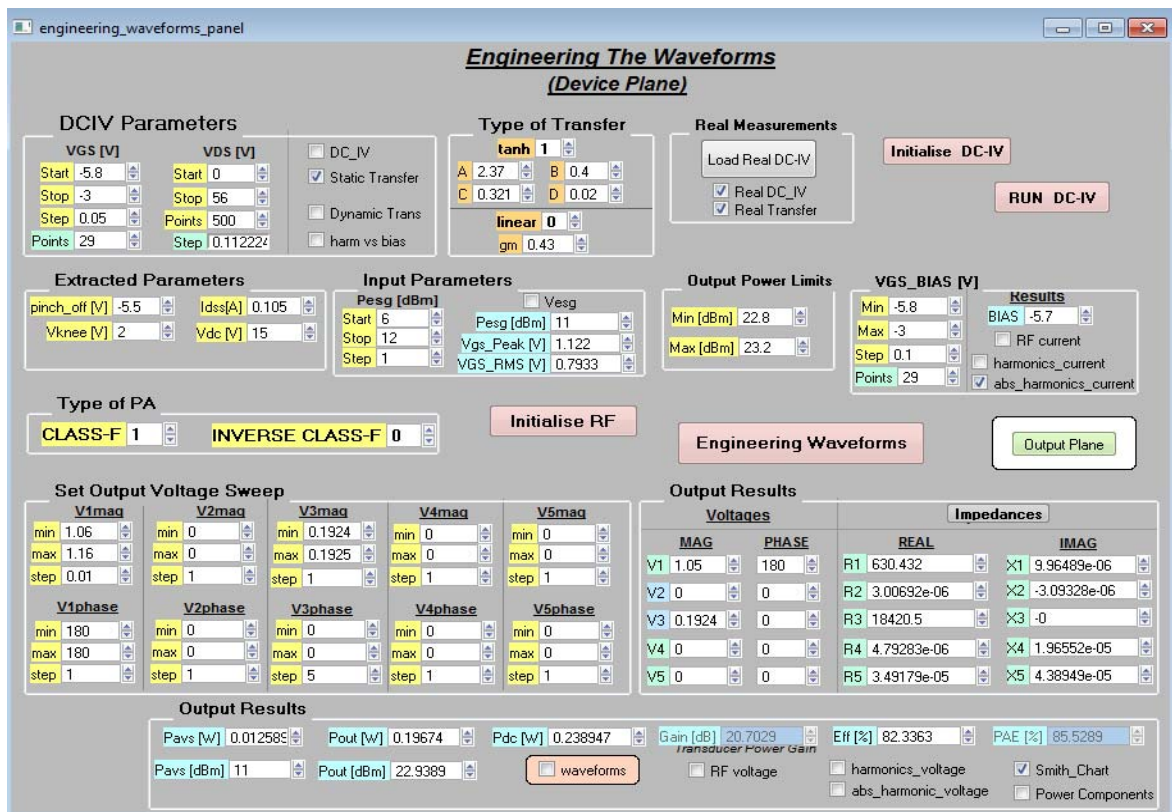 engineering_waveforms_panel
Engineering The Waveforms
(Device Plane)
DCIV Parameters
VGS [V] VDS [V]
Start -5.8 Start 0 DC_IV
Stop -3 Stop 56 Static Transfer
Step 0.05 Points 500 Dynamic Trans
Points 29 Step 0.112224 harm vs bias
Type of Transfer
tanh 1
A 2.37 B 0.4
C 0.321 D 0.02
linear 0
gm 0.43
Real Measurements
Load Real DC-IV
Real DC_IV
Real Transfer
Initialise DC-IV
RUN DC-IV
Extracted Parameters
pinch_off [V] -5.5 Idss[A] 0.105
Vknee [V] 2 Vdc [V] 15
Input Parameters
Pesg [dBm] Vesg
Start 6 Pesg [dBm] 11
Stop 12 Vgs_Peak [V] 1.122
Step 1 VGS_RMS [V] 0.7933
Output Power Limits
Min [dBm] 22.8
Max [dBm] 23.2
VGS_BIAS [V]
Min -5.8 Results
Max -3 BIAS -5.7
Step 0.1 RF current
Points 29 harmonics_current
abs_harmonics_current
Type of PA
CLASS-F 1 INVERSE CLASS-F 0
Initialise RF
Engineering Waveforms
Output Plane
Set Output Voltage Sweep
V1mag V2mag V3mag V4mag V5mag
min 1.06 min 0 min 0.1924 min 0 min 0
max 1.16 max 0 max 0.1925 max 0 max 0
step 0.01 step 1 step 1 step 1 step 1
V1phase V2phase V3phase V4phase V5phase
min 180 min 0 min 0 min 0 min 0
max 180 max 0 max 0 max 0 max 0
step 1 step 1 step 5 step 1 step 1
Output Results
Voltages Impedances
MAG PHASE REAL IMAG
V1 1.05 180 R1 630.432 X1 9.96489e-06
V2 0 0 R2 3.00692e-06 X2 -3.09328e-06
V3 0.1924 0 R3 18420.5 X3 -0
V4 0 0 R4 4.79283e-06 X4 1.96552e-05
V5 0 0 R5 3.49179e-05 X5 4.38949e-05
Output Results
Pavs [W] 0.012589 Pout [W] 0.19674 Pdc [W] 0.238947 Gain [dB] 20.7029 Eff [%] 82.3363 PAE [%] 85.5289
Transducer Power Gain
Pavs [dBm] 11 Pout [dBm] 22.9389 waveforms RF voltage harmonics_voltage Smith_Chart
abs_harmonic_voltage Power Components